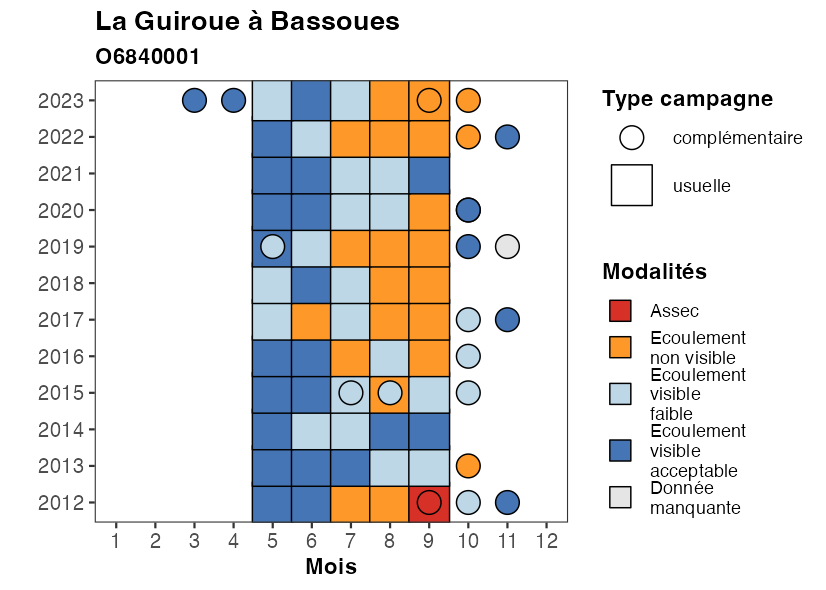 La Guiroue à Bassoues
O6840001
2023
2022
2021
2020
2019
2018
2017
2016
2015
2014
2013
2012
1 2 3 4 5 6 7 8 9 10 11 12
Mois
Type campagne
complémentaire
usuelle
Modalités
Assec
Ecoulement
non visible
Ecoulement
visible
faible
Ecoulement
visible
acceptable
Donnée
manquante